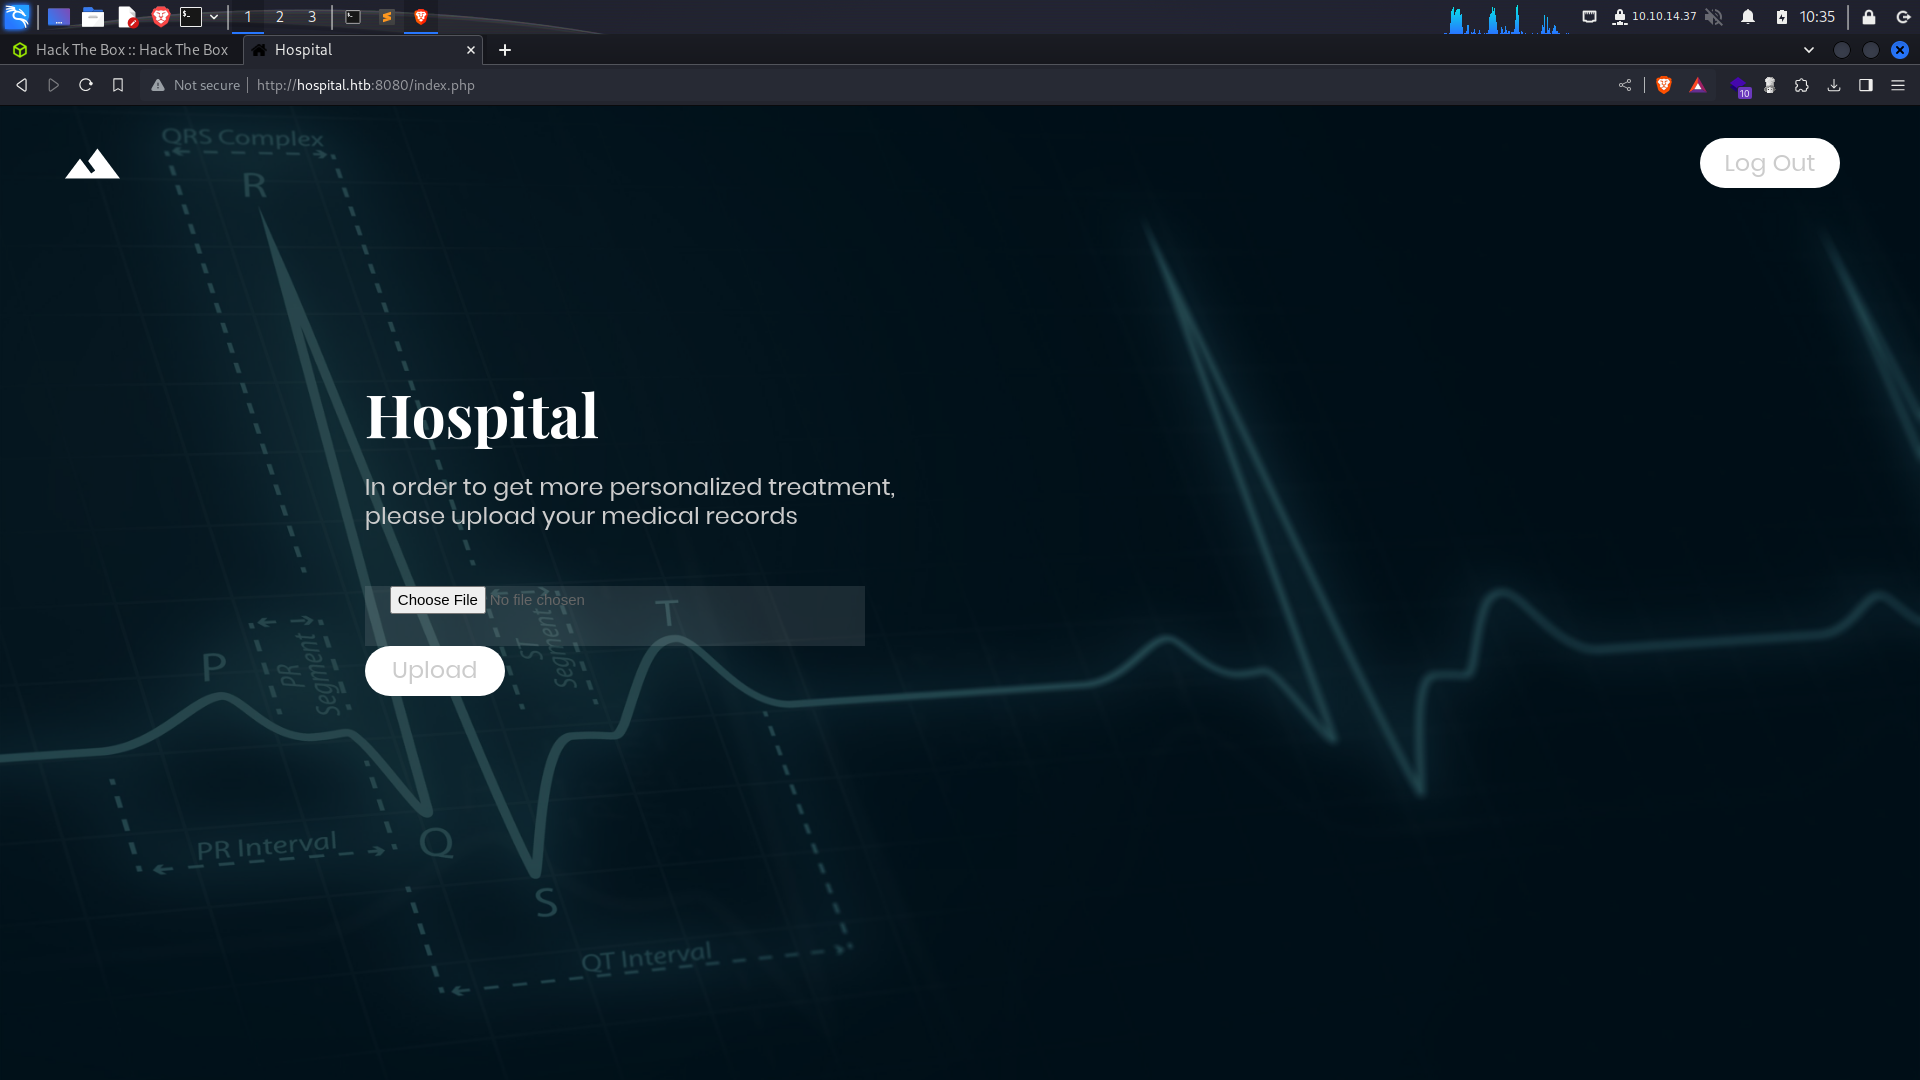 1 2 3 10.10.14.37 10:35
Hack The Box :: Hack The Box Hospital
Not secure http://hospital.htb:8080/index.php 10
QRS Complex
R
Log Out
Hospital
In order to get more personalized treatment,
please upload your medical records
Choose File No file chosen
T
PR
Segment
ST
Segment
P
Upload
PR Interval
Q
S
QT Interval